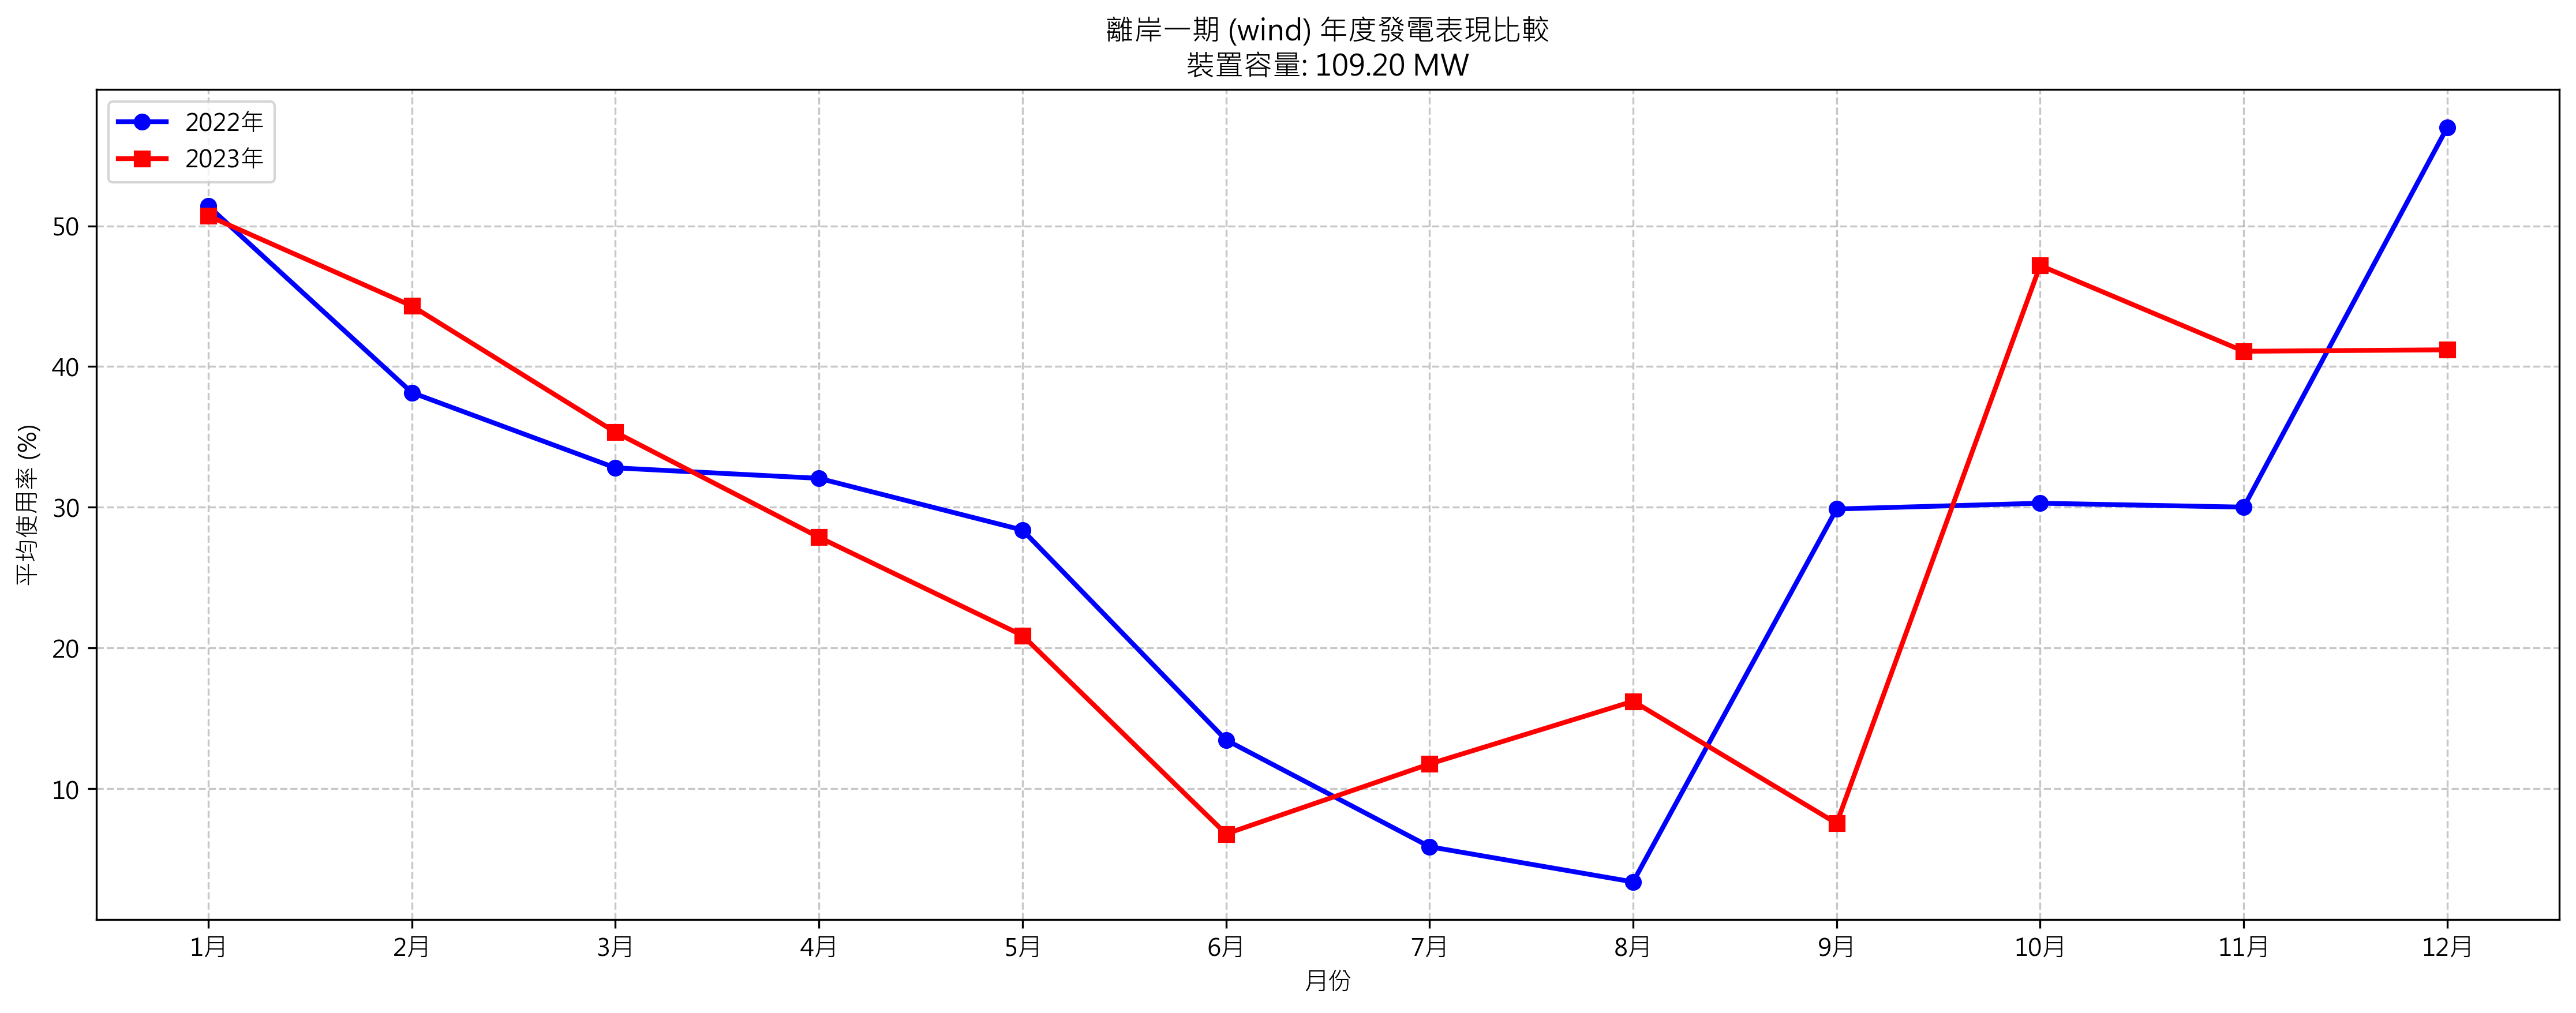 離岸一期 (wind) 年度發電表現比較
裝置容量: 109.20 MW
2022年
2023年
平均使用率 (%)
50
40
30
20
10
1月
2月
3月
4月
5月
6月
7月
8月
9月
10月
11月
12月
月份